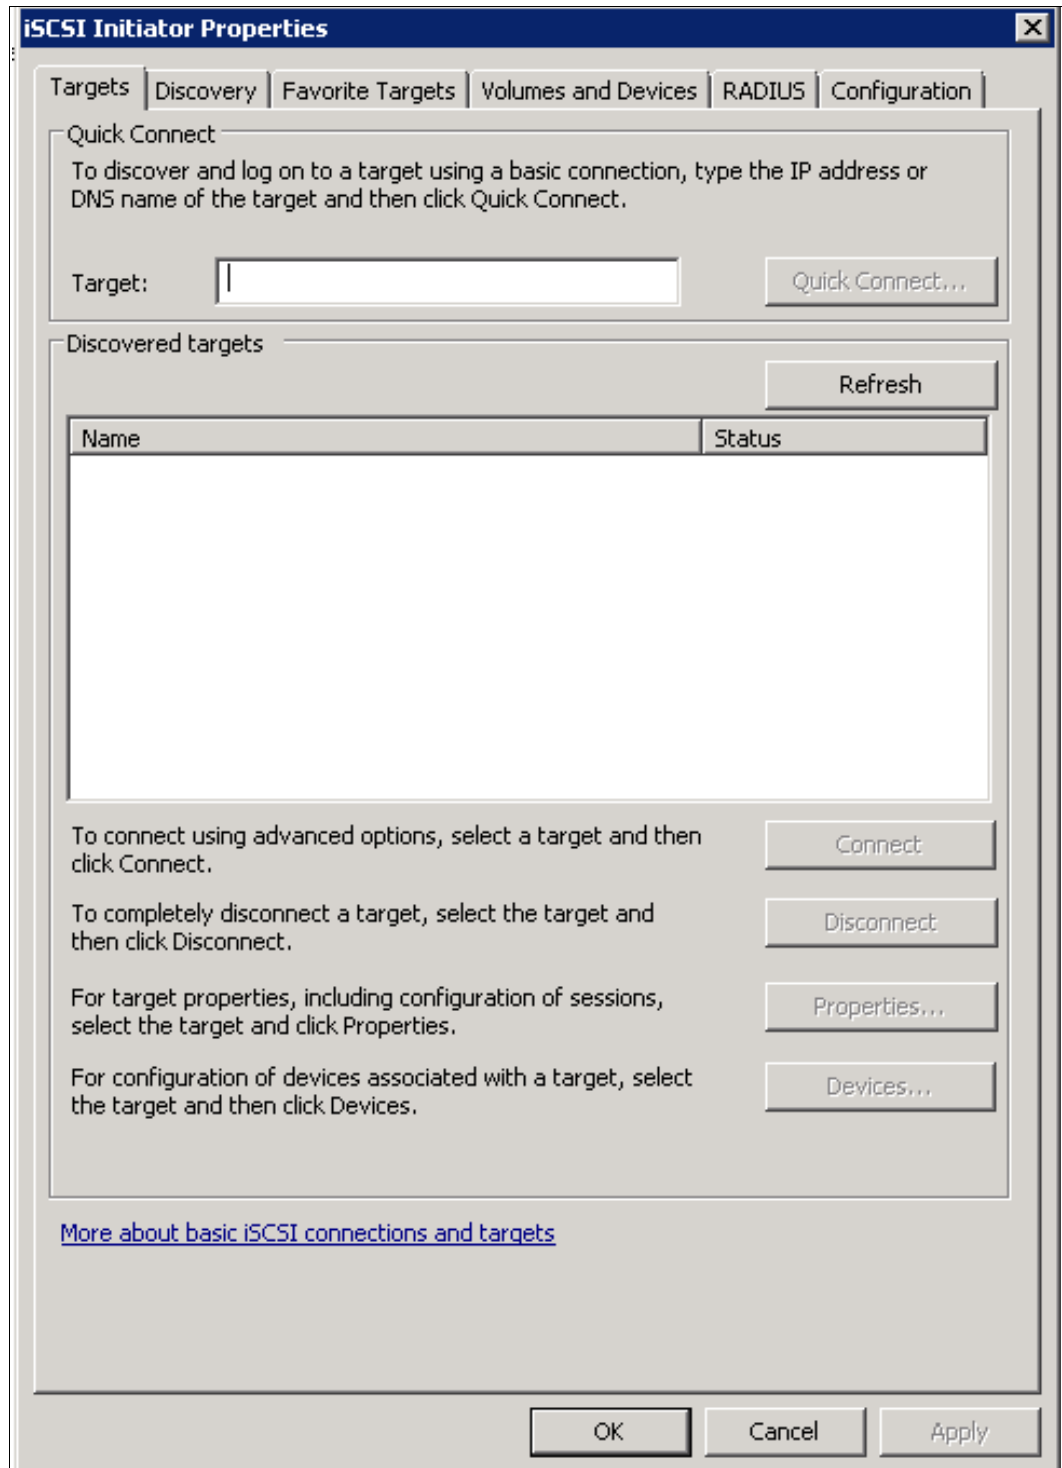 iSCSI Initiator Properties
Targets Discovery Favorite Targets Volumes and Devices RADIUS Configuration
Quick Connect
To discover and log on to a target using a basic connection, type the IP address or
DNS name of the target and then click Quick Connect.
Target: Quick Connect...
Discovered targets
Refresh
Name Status
To connect using advanced options, select a target and then
click Connect.
Connect
To completely disconnect a target, select the target and
then click Disconnect.
Disconnect
For target properties, including configuration of sessions,
select the target and click Properties.
Properties...
For configuration of devices associated with a target, select
the target and then click Devices.
Devices...
More about basic iSCSI connections and targets
OK Cancel Apply